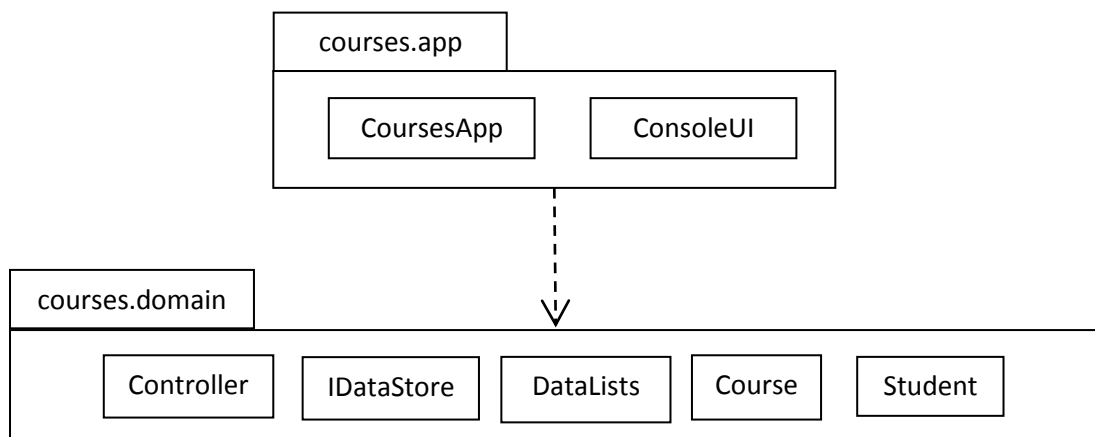 courses.app
CoursesApp
ConsoleUI
courses.domain
Controller
IDataStore
DataLists
Course
Student